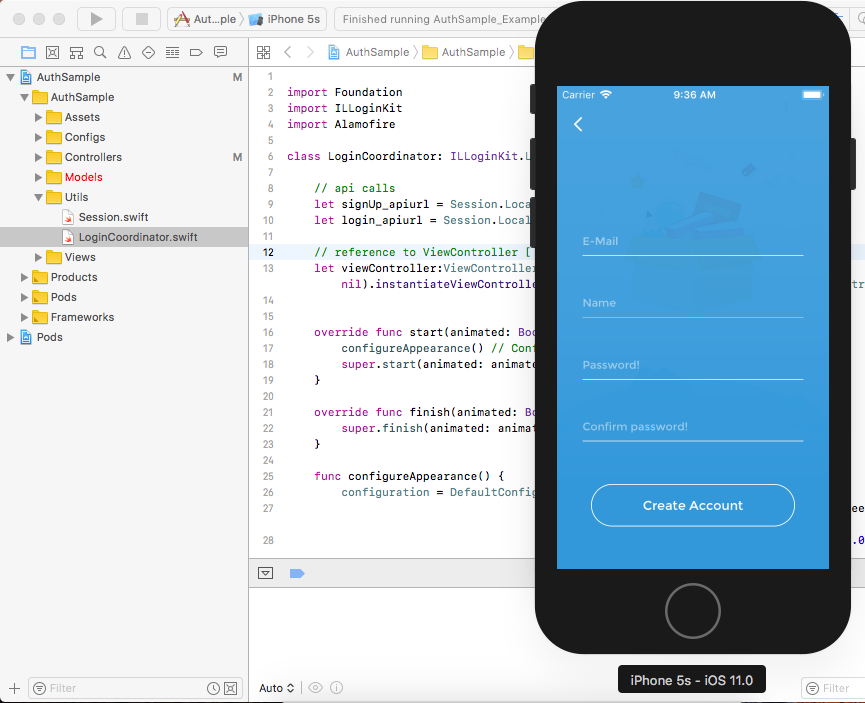 Aut...ple iPhone 5s
Finished running AuthSample_Example
AuthSample M
AuthSample
Assets
Configs
Controllers M
Models
Utils
Session.swift
LoginCoordinator.swift
Views
Products
Pods
Frameworks
Pods
Filter
AuthSample AuthSample
1
2 import Foundation
3 import ILLoginKit
4 import Alamofire
5
6 class LoginCoordinator: ILLoginKit.L
7
8 // api calls
9 let signUp_apiurl = Session.Loca
10 let login_apiurl = Session.Local
11
12 // reference to ViewController [
13 let viewController:ViewController
nil).instantiateViewControlle
14
15
16 override func start(animated: Boo
17 configureAppearance() // Conf
18 super.start(animated: animate
19 }
20
21 override func finish(animated: Bo
22 super.finish(animated: animat
23 }
24
25 func configureAppearance() {
26 configuration = DefaultConfig
27
28
Auto
Carrier 9:36 AM
E-Mail
Name
Password!
Confirm password!
Create Account
iPhone 5s - iOS 11.0
tr
ee
.0
Filter